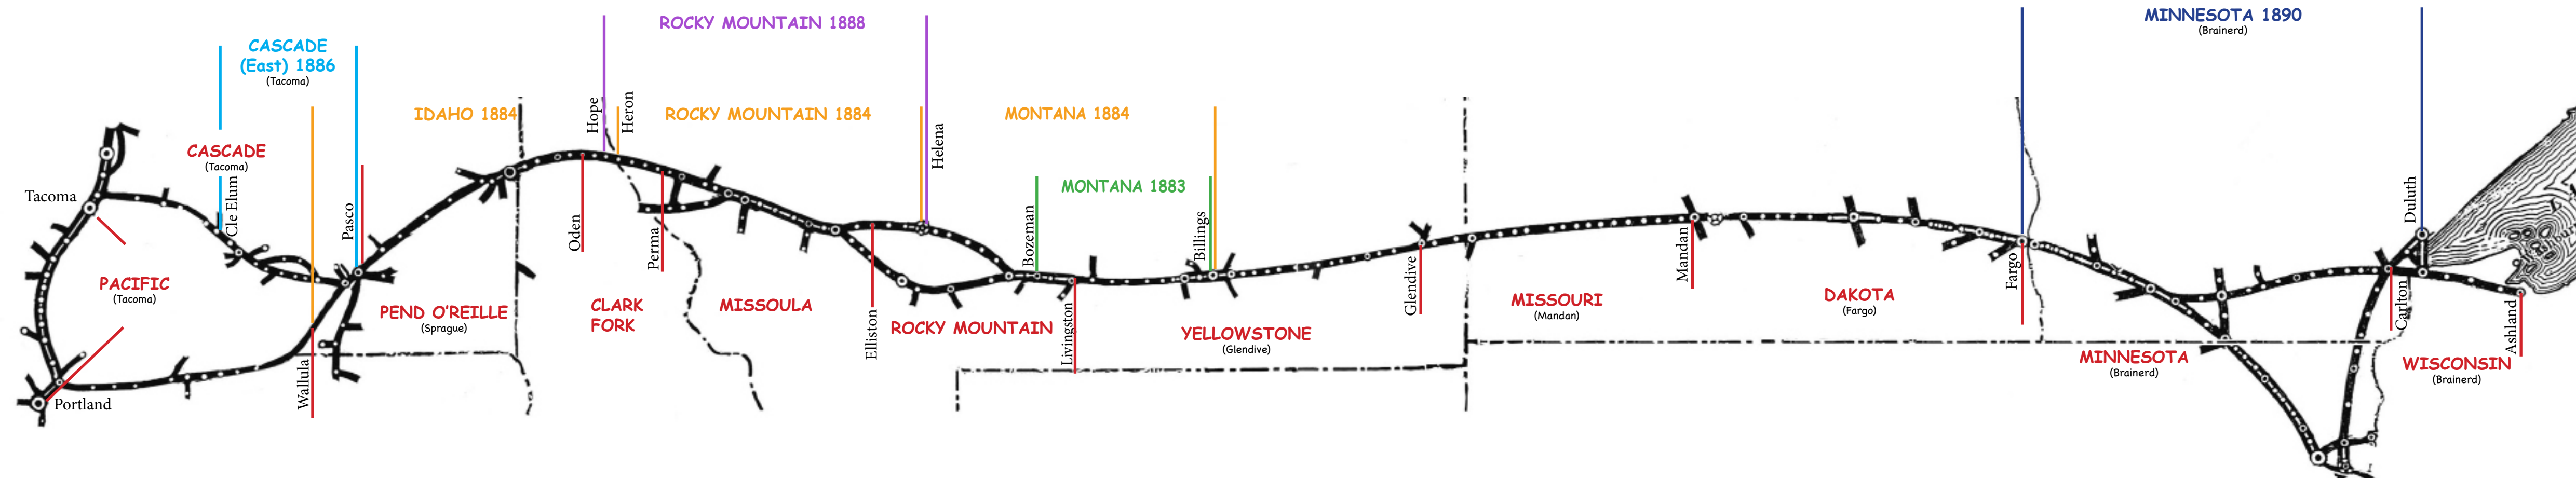 ROCKY MOUNTAIN 1888
MINNESOTA 1890
(Brainerd)
CASCADE
(East) 1886
(Tacoma)
IDAHO 1884
Hope
Heron
ROCKY MOUNTAIN 1884
Helena
MONTANA 1884
MONTANA 1883
CASCADE
(Tacoma)
Tacoma
Cle Elum
Pasco
Oden
Perma
Bozeman
Billings
Glendive
Mandan
Fargo
Duluth
PACIFIC
(Tacoma)
PEND O'REILLE
(Sprague)
CLARK
FORK
MISSOULA
Elliston
ROCKY MOUNTAIN
Livingston
YELLOWSTONE
(Glendive)
MISSOURI
(Mandan)
DAKOTA
(Fargo)
MINNESOTA
(Brainerd)
Carlton
WISCONSIN
(Brainerd)
Ashland
Wallula
Portland